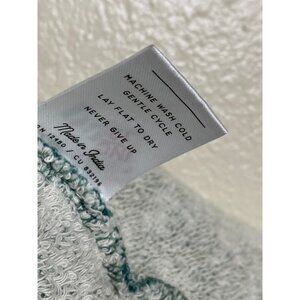 MACHINE WASH COLD
GENTLE CYCLE
LAY FLAT TO DRY
NEVER GIVE UP
Made in India